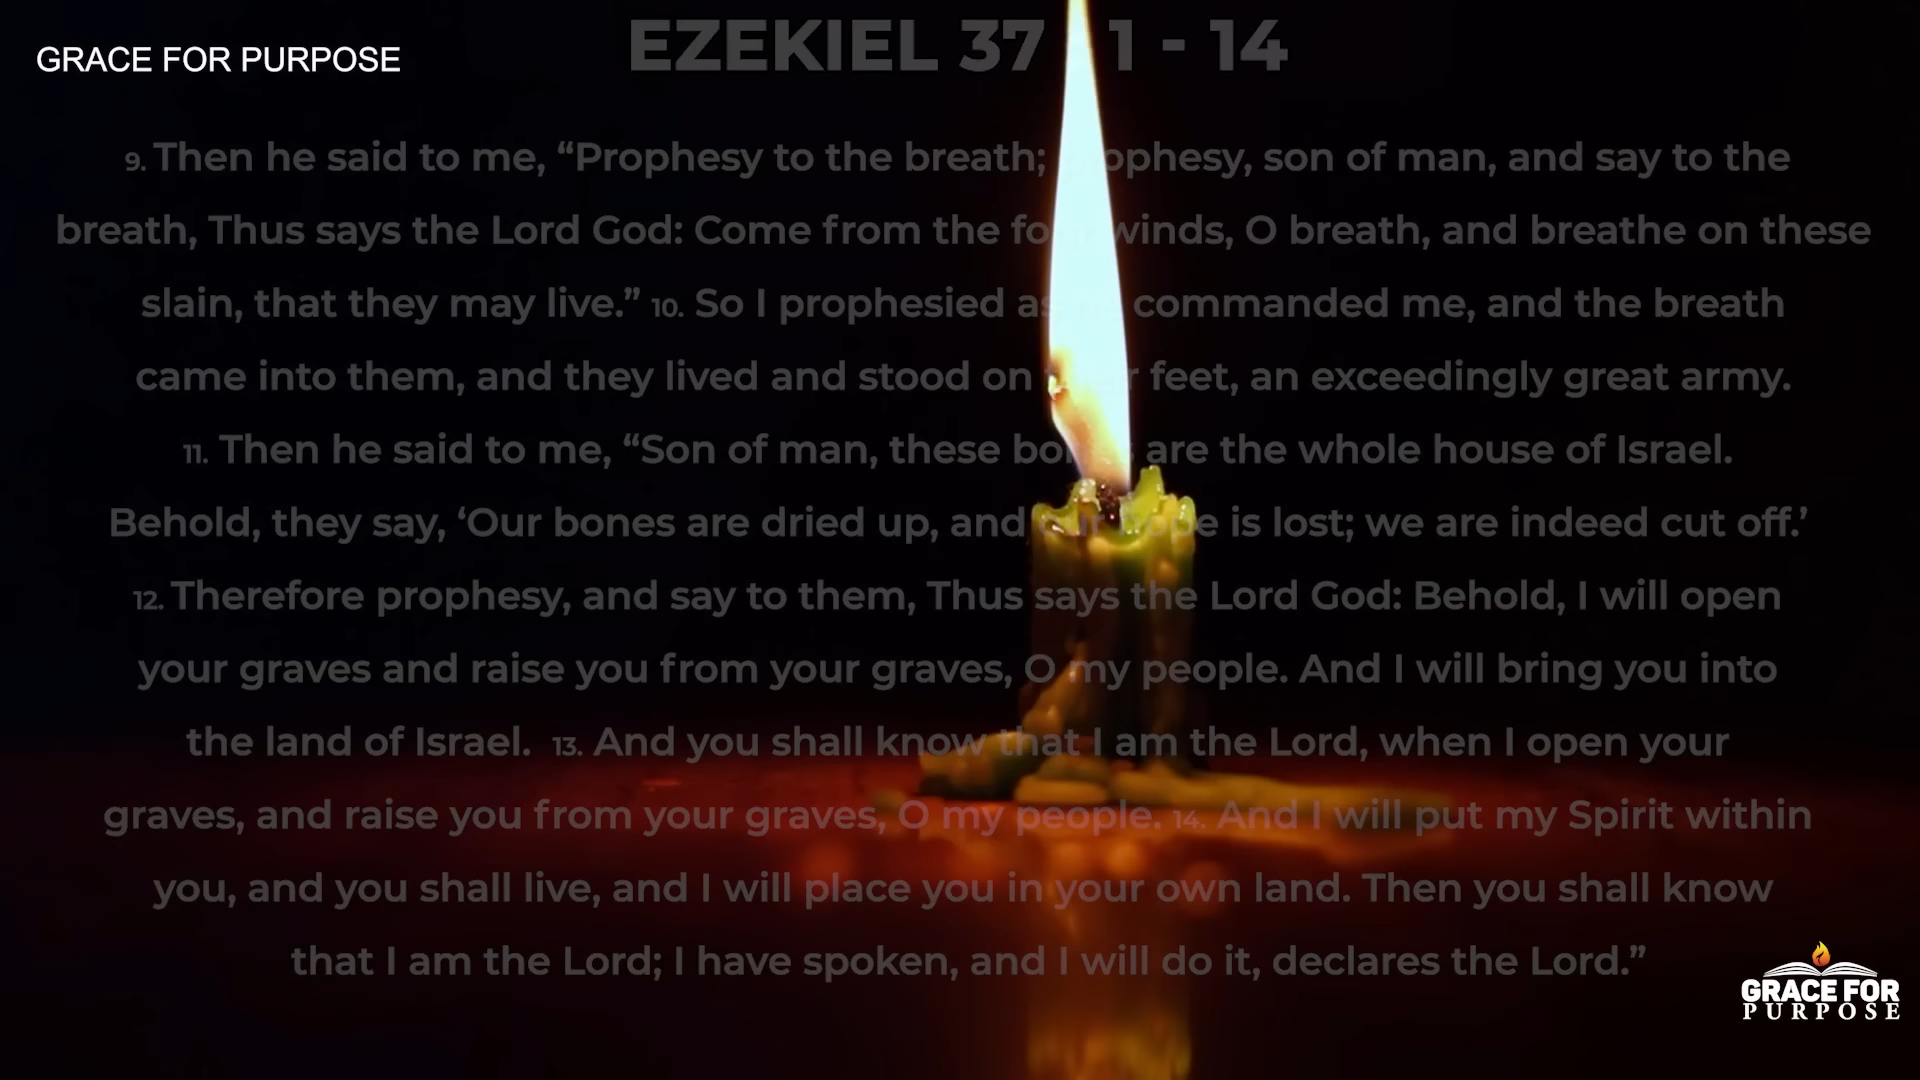 GRACE FOR PURPOSE
EZEKIEL 37 1 - 14
9. Then he said to me, “Prophesy to the breath; prophesy, son of man, and say to the
breath, Thus says the Lord God: Come from the four winds, O breath, and breathe on these
slain, that they may live.” 10. So I prophesied as he commanded me, and the breath
came into them, and they lived and stood on their feet, an exceedingly great army.
11. Then he said to me, “Son of man, these bones are the whole house of Israel.
Behold, they say, ‘Our bones are dried up, and our hope is lost; we are indeed cut off.’
12. Therefore prophesy, and say to them, Thus says the Lord God: Behold, I will open
your graves and raise you from your graves, O my people. And I will bring you into
the land of Israel. 13. And you shall know that I am the Lord, when I open your
graves, and raise you from your graves, O my people. 14. And I will put my Spirit within
you, and you shall live, and I will place you in your own land. Then you shall know
that I am the Lord; I have spoken, and I will do it, declares the Lord.”
GRACE FOR
PURPOSE